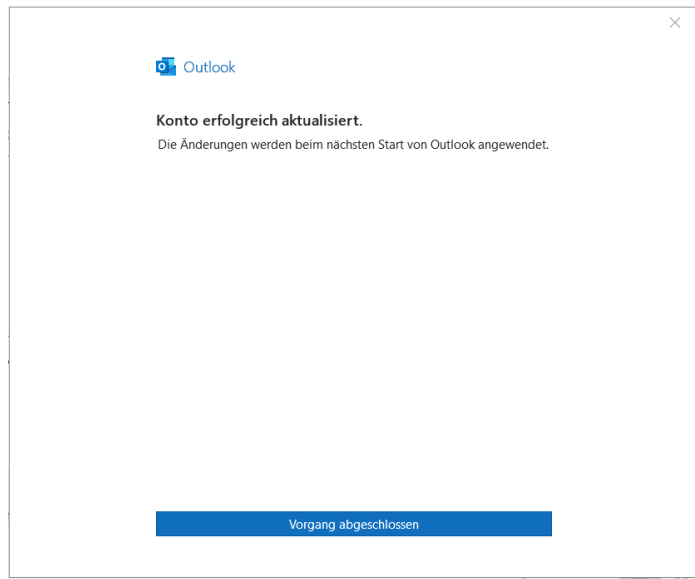 Outlook
Konto erfolgreich aktualisiert.
Die Änderungen werden beim nächsten Start von Outlook angewendet.
Vorgang abgeschlossen